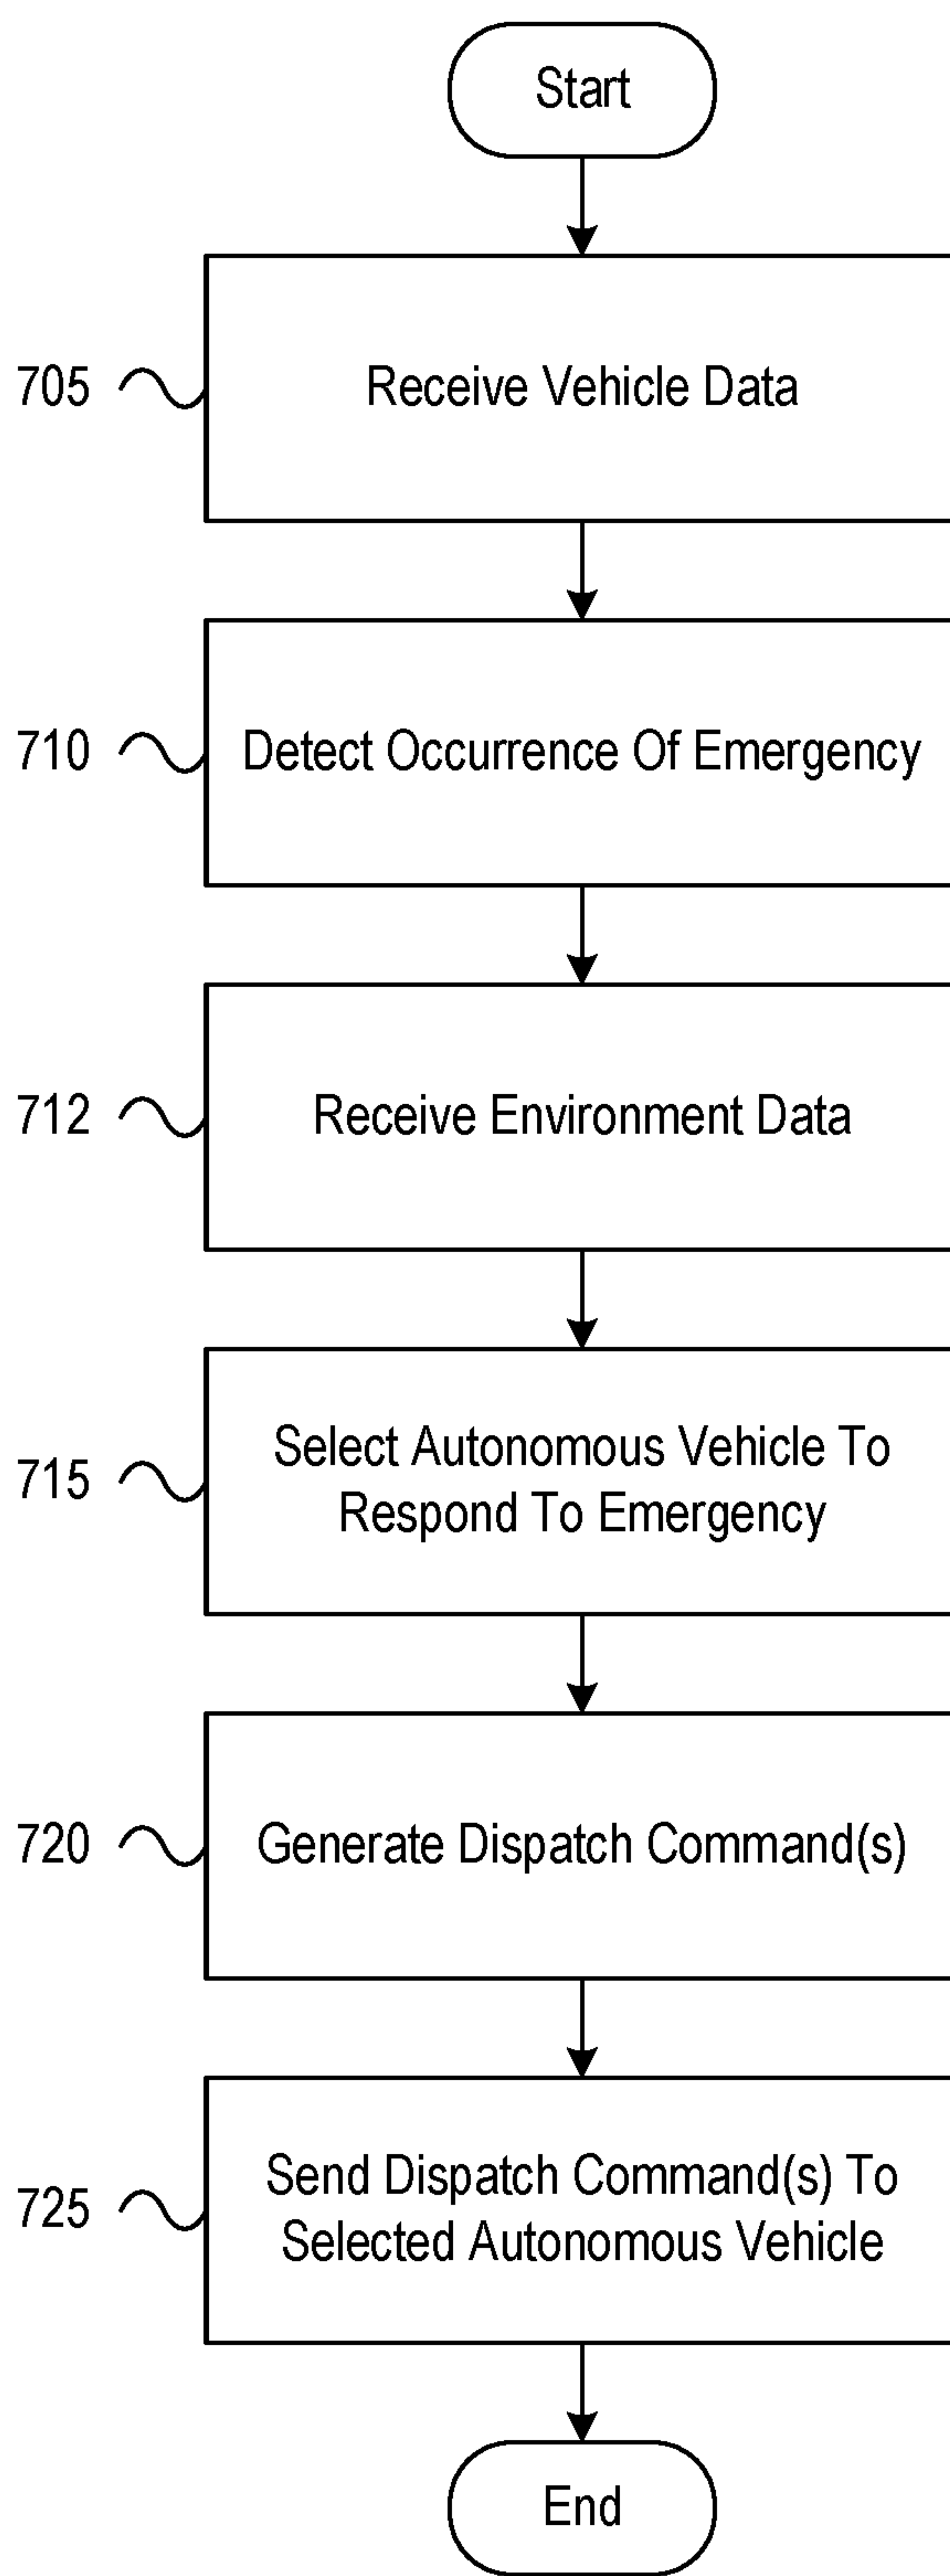 Start
705
Receive Vehicle Data
710
Detect Occurrence Of Emergency
712
Receive Environment Data
715
Select Autonomous Vehicle To
Respond To Emergency
720
Generate Dispatch Command(s)
725
Send Dispatch Command(s) To
Selected Autonomous Vehicle
End